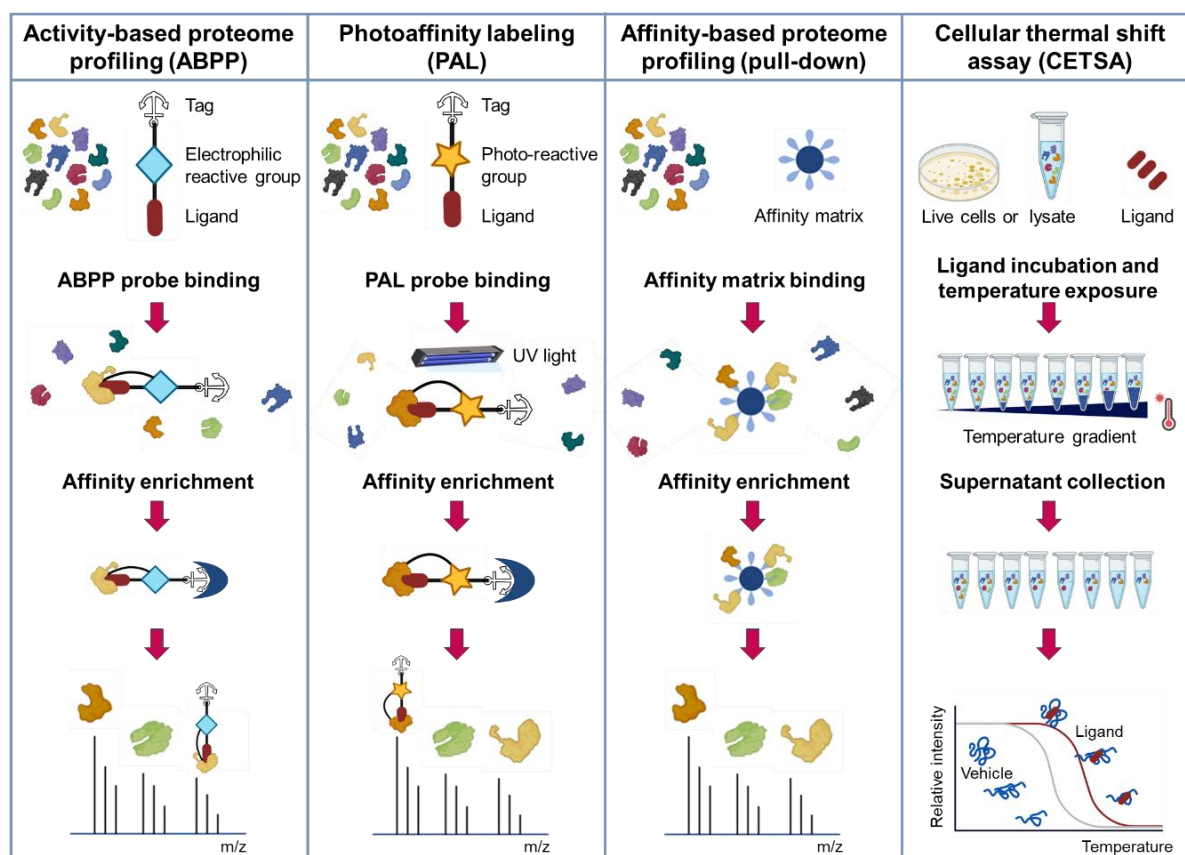 Activity-based proteome
profiling (ABPP)
Tag
Electrophilic
reactive group
Ligand
ABPP probe binding
Affinity enrichment
m/z
Photoaffinity labeling
(PAL)
Tag
Photo-reactive
group
Ligand
PAL probe binding
UV light
Affinity enrichment
m/z
Affinity-based proteome
profiling (pull-down)
Affinity matrix
Affinity matrix binding
Affinity enrichment
m/z
Cellular thermal shift
assay (CETSA)
Live cells or lysate
Ligand
Ligand incubation and
temperature exposure
Temperature gradient
Supernatant collection
Relative intensity
Ligand
Vehicle
Temperature